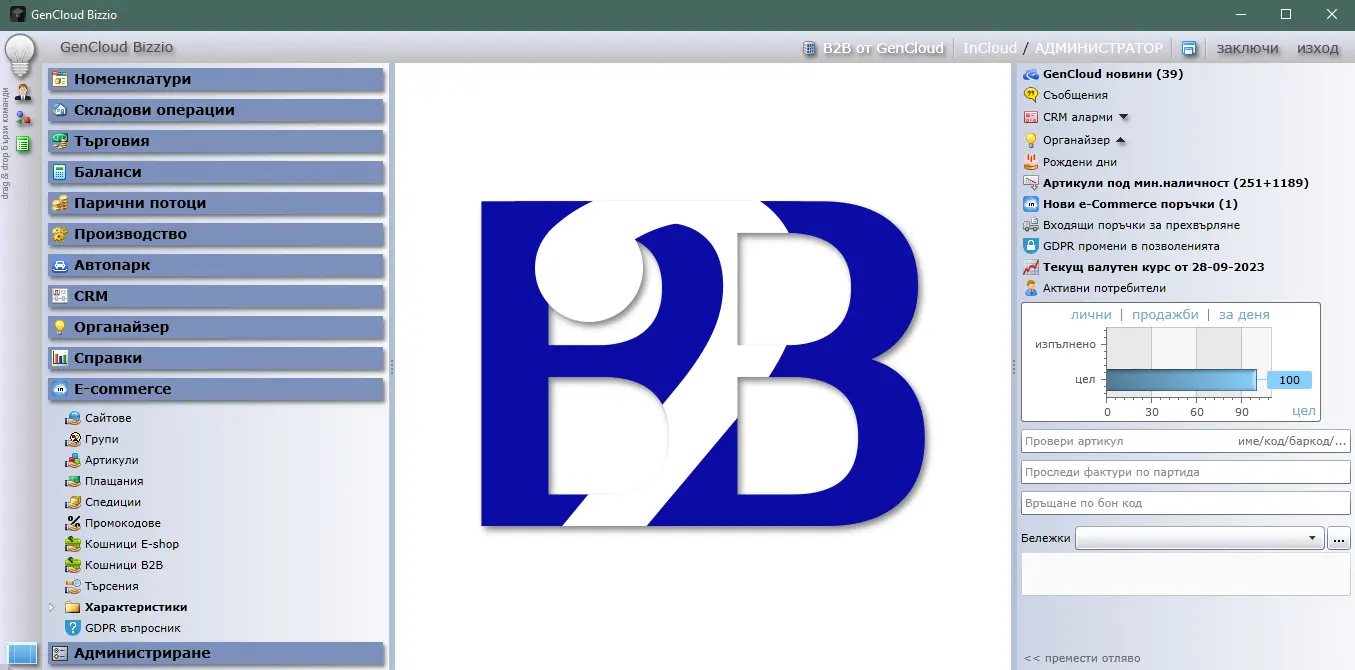 GenCloud Bizzio
GenCloud Bizzio
B2B от GenCloud
InCloud / АДМИНИСТРАТОР
заключи
изход
drag & drop бързи команди
Номенклатури
Складови операции
Търговия
Баланси
Парични потоци
Производство
Автопарк
CRM
Органайзер
Справки
E-commerce
Сайтове
Групи
Артикули
Плащания
Спедиции
Промокодове
Кошници E-shop
Кошници B2B
Търсения
Характеристики
GDPR въпросник
Администриране
B2B
GenCloud новини (39)
Съобщения
CRM аларми
Органайзер
Рождени дни
Артикули под мин.наличност (251+1189)
Нови e-Commerce поръчки (1)
Входящи поръчки за прехвърляне
GDPR промени в позволенията
Текущ валутен курс от 28-09-2023
Активни потребители
лични | продажби | за деня
изпълнено
цел
100
0 30 60 90
цел
Провери артикул
име/код/баркод/...
Проследи фактури по партида
Връщане по бон код
Бележки
...
<< премести отляво